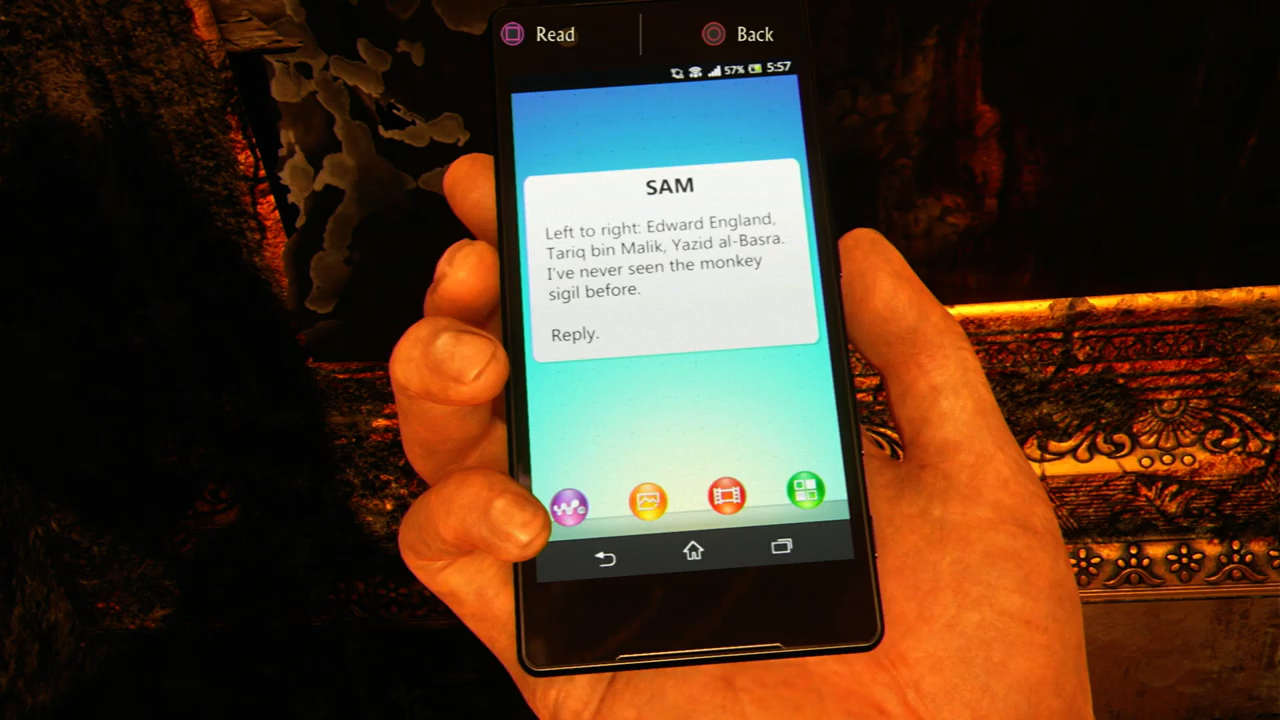 Read
Back
57% 5:57
SAM
Left to right: Edward England,
Tariq bin Malik, Yazid al-Basra.
I've never seen the monkey
sigil before.
Reply.